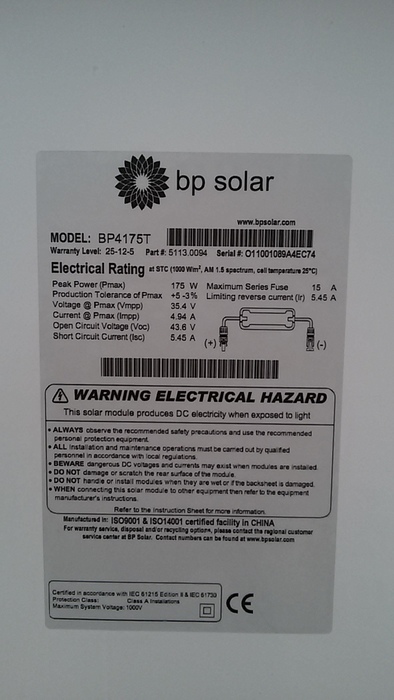 bp solar
www.bpsolar.com
MODEL: BP4175T
Warranty Level: 25-12-5 Part #: 5113.0094 Serial #: O11001089A4EC74
Electrical Rating at STC (1000 W/m², AM 1.5 spectrum, cell temperature 25°C)
Peak Power (Pmax) 175 W Maximum Series Fuse 15 A
Production Tolerance of Pmax +5 -3% Limiting reverse current (Ir) 5.45 A
Voltage @ Pmax (Vmpp) 35.4 V
Current @ Pmax (Impp) 4.94 A
Open Circuit Voltage (Voc) 43.6 V
Short Circuit Current (Isc) 5.45 A
(+) (-)
WARNING ELECTRICAL HAZARD
This solar module produces DC electricity when exposed to light
• ALWAYS observe the recommended safety precautions and use the recommended
personal protection equipment.
• ALL installation and maintenance operations must be carried out by qualified
personnel in accordance with local regulations.
• BEWARE dangerous DC voltages and currents may exist when modules are installed.
• DO NOT damage or scratch the rear surface of the module.
• DO NOT handle or install modules when they are wet or if the backsheet is damaged.
• WHEN connecting this solar module to other equipment then refer to the equipment
manufacturer's instructions.
Refer to the Instruction Sheet for more information.
Manufactured in: ISO9001 & ISO14001 certified facility in CHINA
For warranty service, disposal and/or recycling options, please contact the regional customer
service center at BP Solar. Contact numbers can be found at www.bpsolar.com
Certified in accordance with IEC 61215 Edition II & IEC 61730
Protection Class: Class A Installations
Maximum System Voltage: 1000V
CE